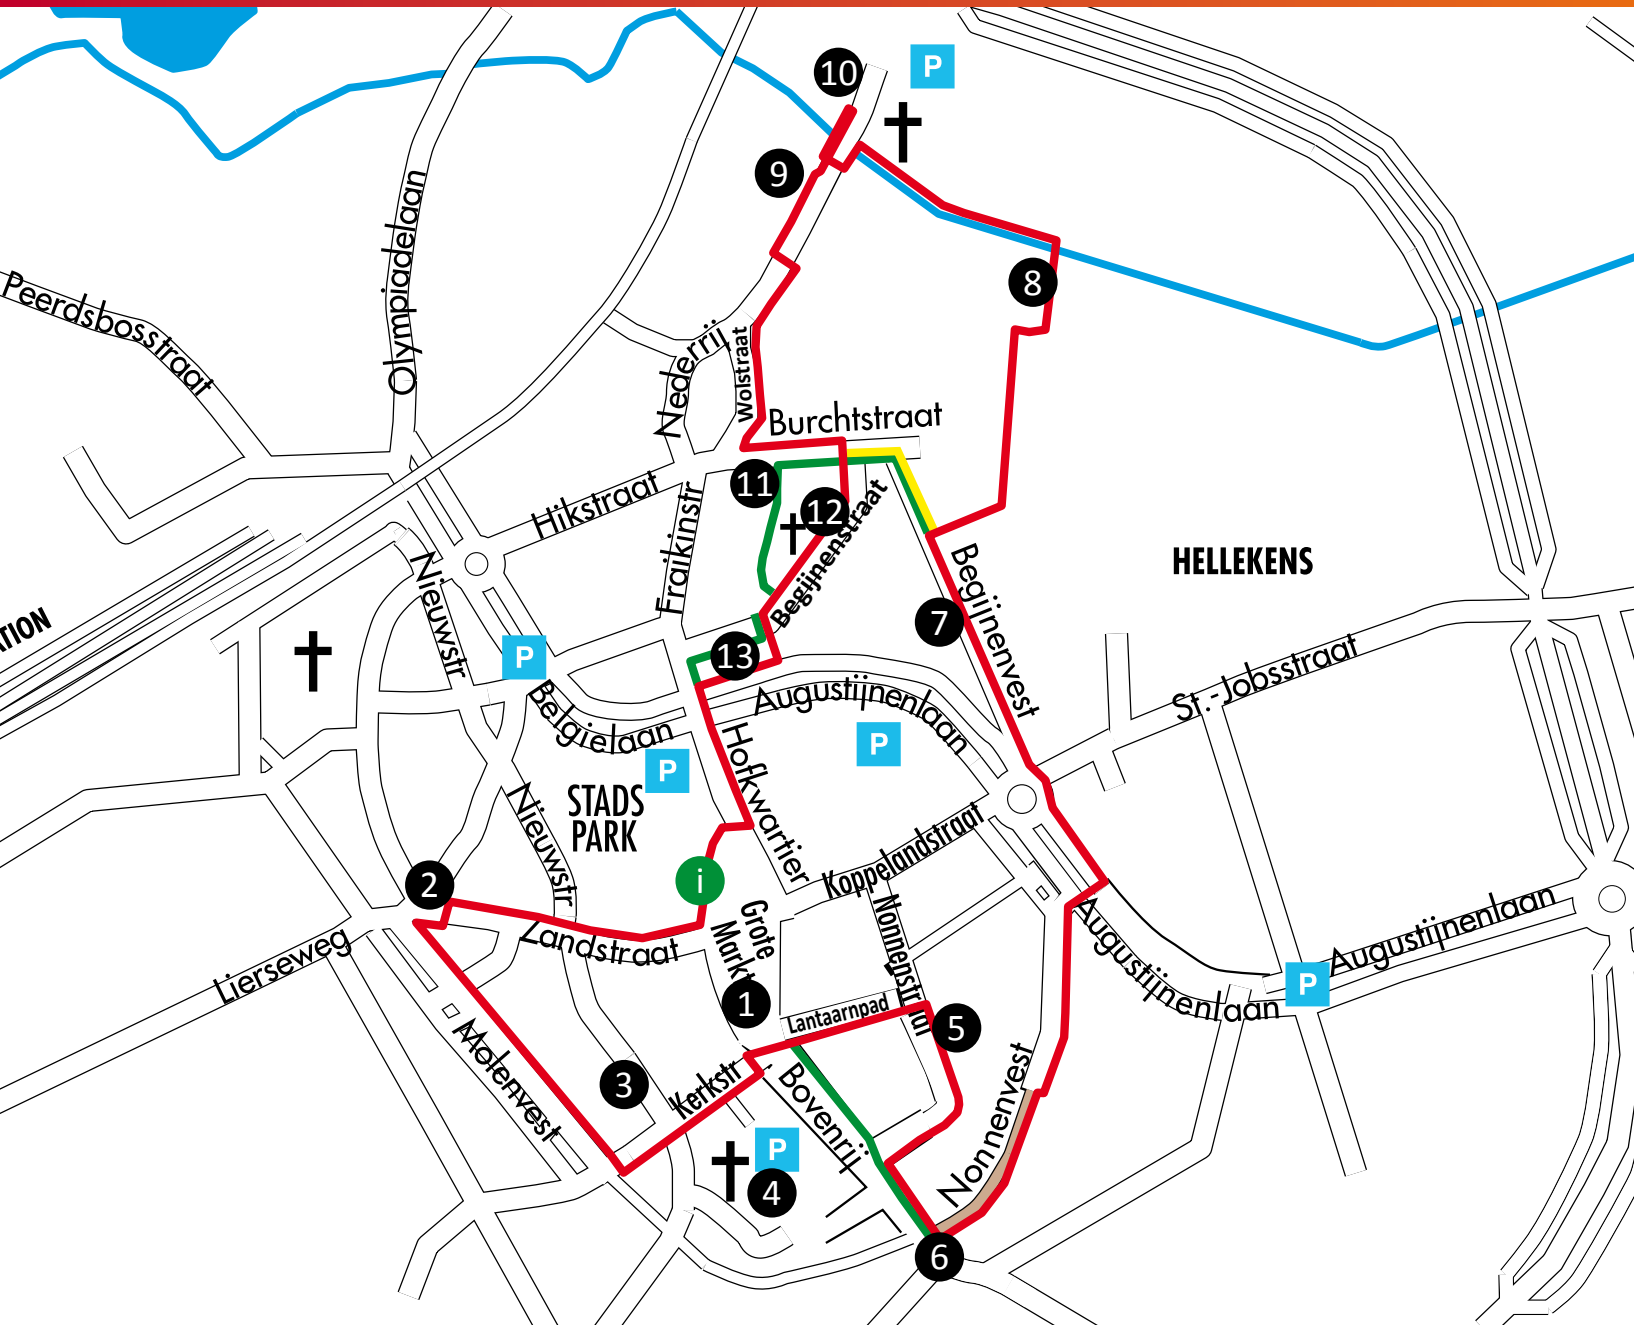 10
P
9
Olympiadelaan
8
Peerdsbosstraat
Nederrij
Wolstraat
Burchtstraat
11
12
Hikstraat
Fraikinstr
Begijnenstraat
HELLEKENS
Begijnenvest
7
Nieuwstr
TION
P
13
St.-Jobsstraat
Belgielaan
Augustijnenlaan
P
P
Hofkwartier
STADS
PARK
Nieuwstr
Koppelandstraat
2
i
Grote
Markt
Nonnenstraat
Augustijnenlaan
Augustijnenlaan
P
Zandstraat
Lierseweg
1
Lantaarnpad
5
Molenvest
3
Kerkstr
Bovenrij
Nonnenvest
P
4
6